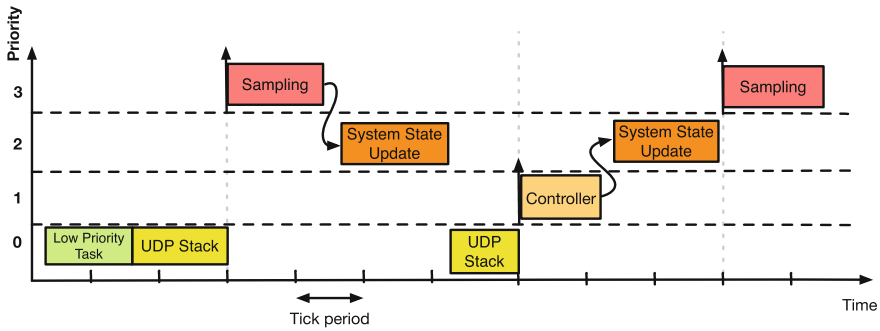 Priority
3
Sampling
Sampling
2
System State
Update
System State
Update
1
Controller
0
Low Priority
Task
UDP Stack
UDP
Stack
Tick period
Time